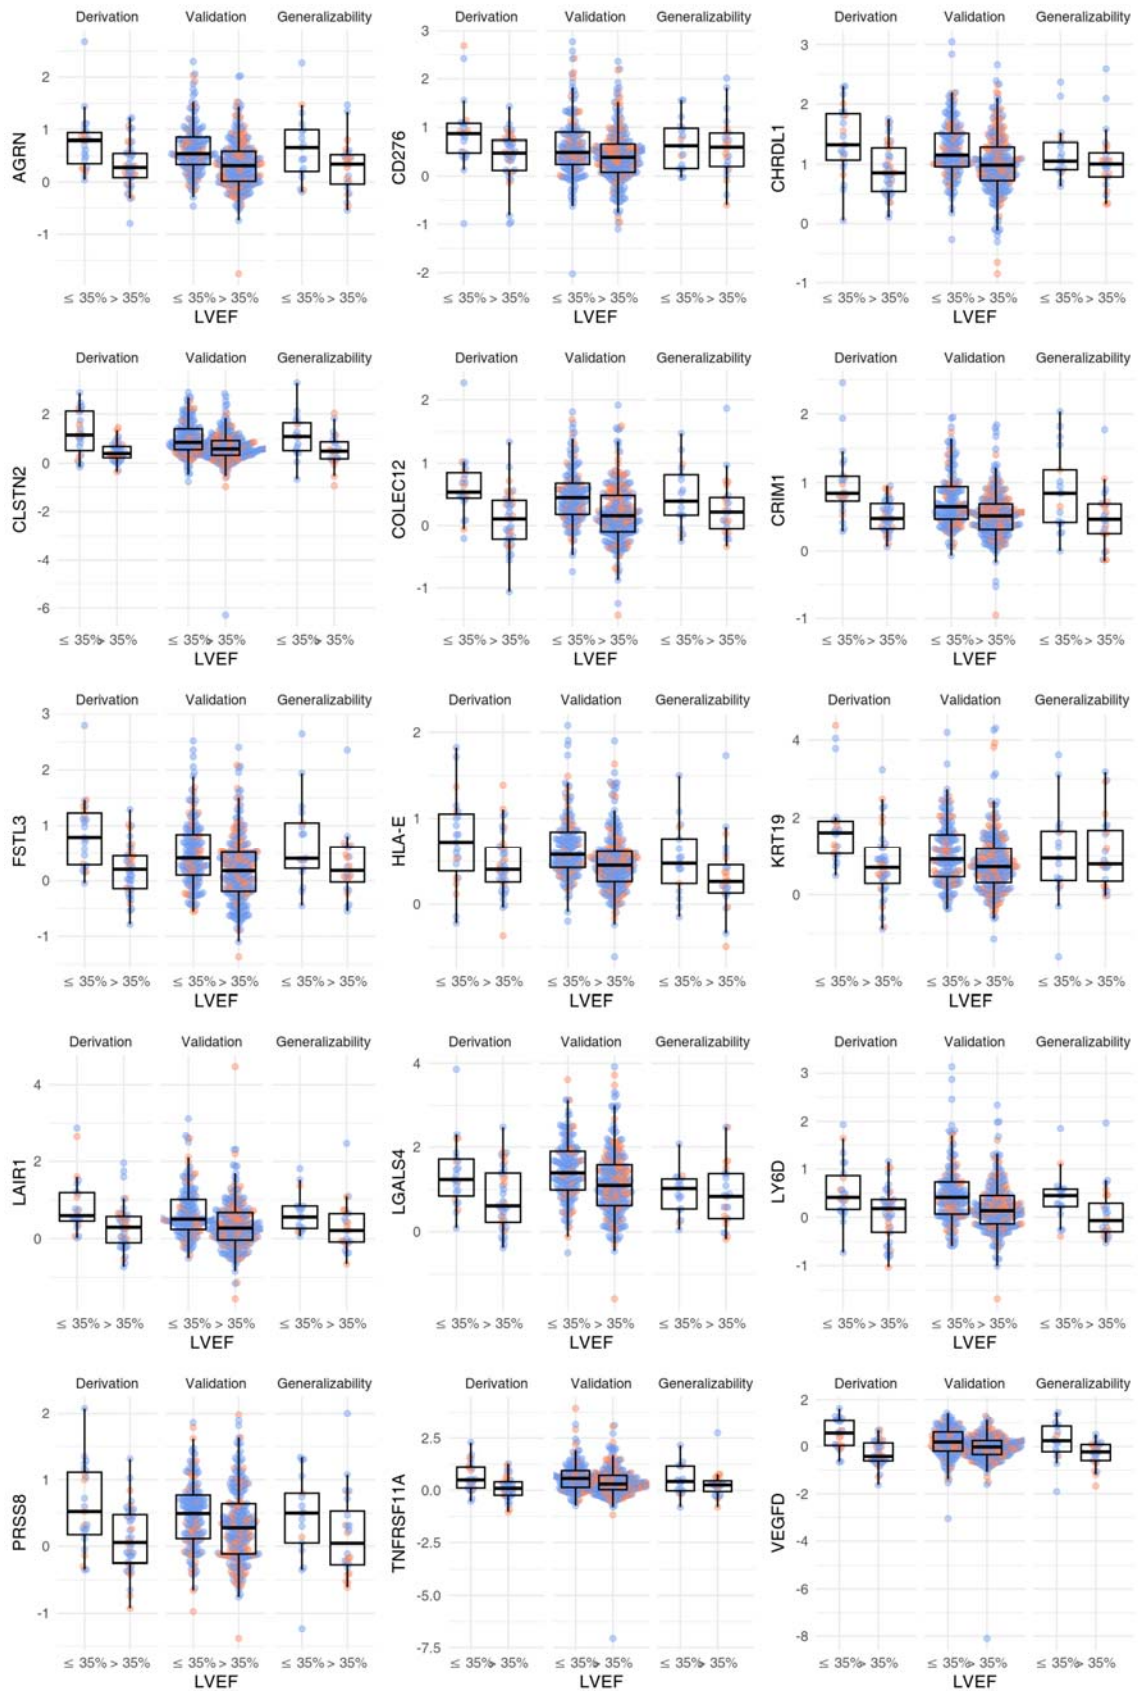 Derivation Validation Generalizability
AGRN
2
1
0
-1
≤ 35% > 35% ≤ 35% > 35% ≤ 35% > 35%
LVEF
Derivation Validation Generalizability
CD276
3
2
1
0
-1
-2
≤ 35% > 35% ≤ 35% > 35% ≤ 35% > 35%
LVEF
Derivation Validation Generalizability
CHRDL1
3
2
1
0
-1
≤ 35% > 35% ≤ 35% > 35% ≤ 35% > 35%
LVEF
Derivation Validation Generalizability
CLSTN2
2
0
-2
-4
-6
≤ 35% > 35% ≤ 35% > 35% ≤ 35% > 35%
LVEF
Derivation Validation Generalizability
COLEC12
2
1
0
-1
≤ 35% > 35% ≤ 35% > 35% ≤ 35% > 35%
LVEF
Derivation Validation Generalizability
CRIM1
2
1
0
-1
≤ 35% > 35% ≤ 35% > 35% ≤ 35% > 35%
LVEF
Derivation Validation Generalizability
FSTL3
3
2
1
0
-1
≤ 35% > 35% ≤ 35% > 35% ≤ 35% > 35%
LVEF
Derivation Validation Generalizability
HLA-E
2
1
0
≤ 35% > 35% ≤ 35% > 35% ≤ 35% > 35%
LVEF
Derivation Validation Generalizability
KRT19
4
2
0
≤ 35% > 35% ≤ 35% > 35% ≤ 35% > 35%
LVEF
Derivation Validation Generalizability
LAIR1
4
2
0
≤ 35% > 35% ≤ 35% > 35% ≤ 35% > 35%
LVEF
Derivation Validation Generalizability
LGALS4
4
2
0
≤ 35% > 35% ≤ 35% > 35% ≤ 35% > 35%
LVEF
Derivation Validation Generalizability
LY6D
3
2
1
0
-1
≤ 35% > 35% ≤ 35% > 35% ≤ 35% > 35%
LVEF
Derivation Validation Generalizability
PRSS8
2
1
0
-1
≤ 35% > 35% ≤ 35% > 35% ≤ 35% > 35%
LVEF
Derivation Validation Generalizability
TNFRSF11A
2.5
0.0
-2.5
-5.0
-7.5
≤ 35% > 35% ≤ 35% > 35% ≤ 35% > 35%
LVEF
Derivation Validation Generalizability
VEGFD
2
0
-2
-4
-6
-8
≤ 35% > 35% ≤ 35% > 35% ≤ 35% > 35%
LVEF